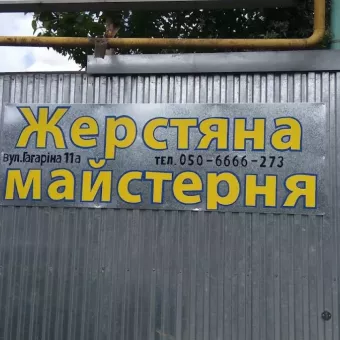 Жерстяна
вул.Гагаріна 11а тел. 050-6666-273
майстерня